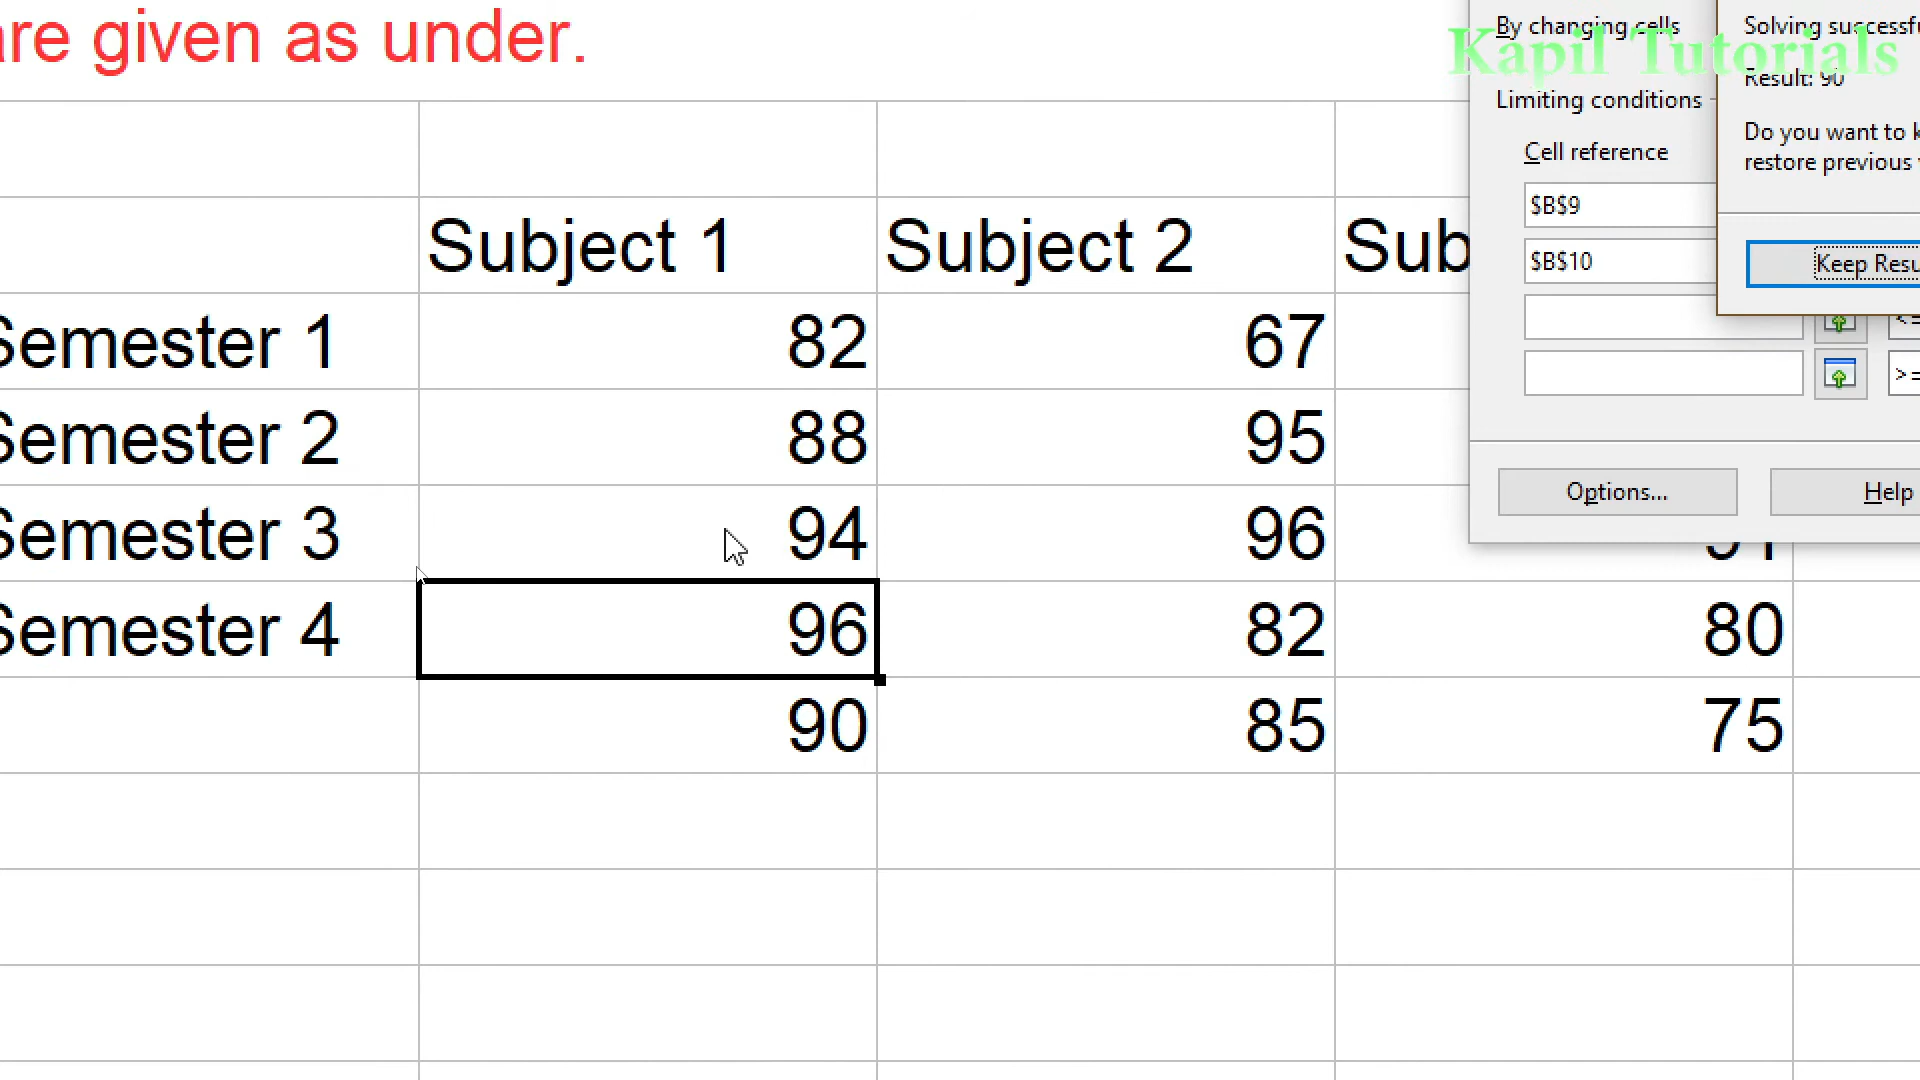 are given as under.
Subject 1 Subject 2 Sub
Semester 1 82 67
Semester 2 88 95
Semester 3 94 96
Semester 4 96 82 80
90 85 75
By changing cells
Limiting conditions
Cell reference
$B$9
$B$10
<=
>=
Options...
Help
Solving successf
Result: 90
Do you want to k
restore previous
Keep Resu
Kapil Tutorials